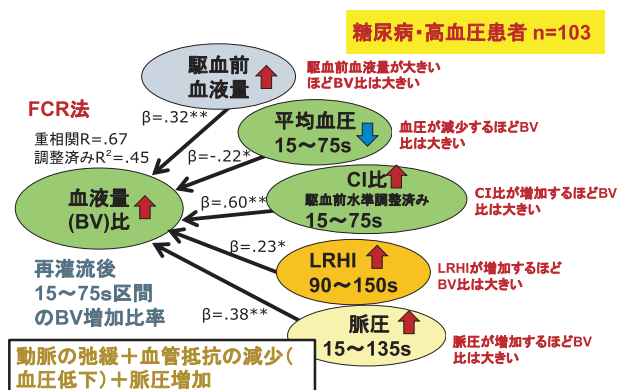 糖尿病・高血圧患者 n=103
駆血前
血液量
駆血前血液量が大きい
ほどBV比は大きい
FCR法
重相関R=.67
調整済みR²=.45
β=.32**
平均血圧
15～75s
血圧が減少するほどBV
比は大きい
β=-.22*
血液量
(BV)比
β=.60**
CI比
駆血前水準調整済み
15～75s
CI比が増加するほどBV
比は大きい
再灌流後
15～75s区間
のBV増加比率
β=.23*
LRHI
90～150s
LRHIが増加するほど
BV比は大きい
β=.38**
脈圧
15～135s
脈圧が増加するほどBV
比は大きい
動脈の弛緩＋血管抵抗の減少(
血圧低下)＋脈圧増加